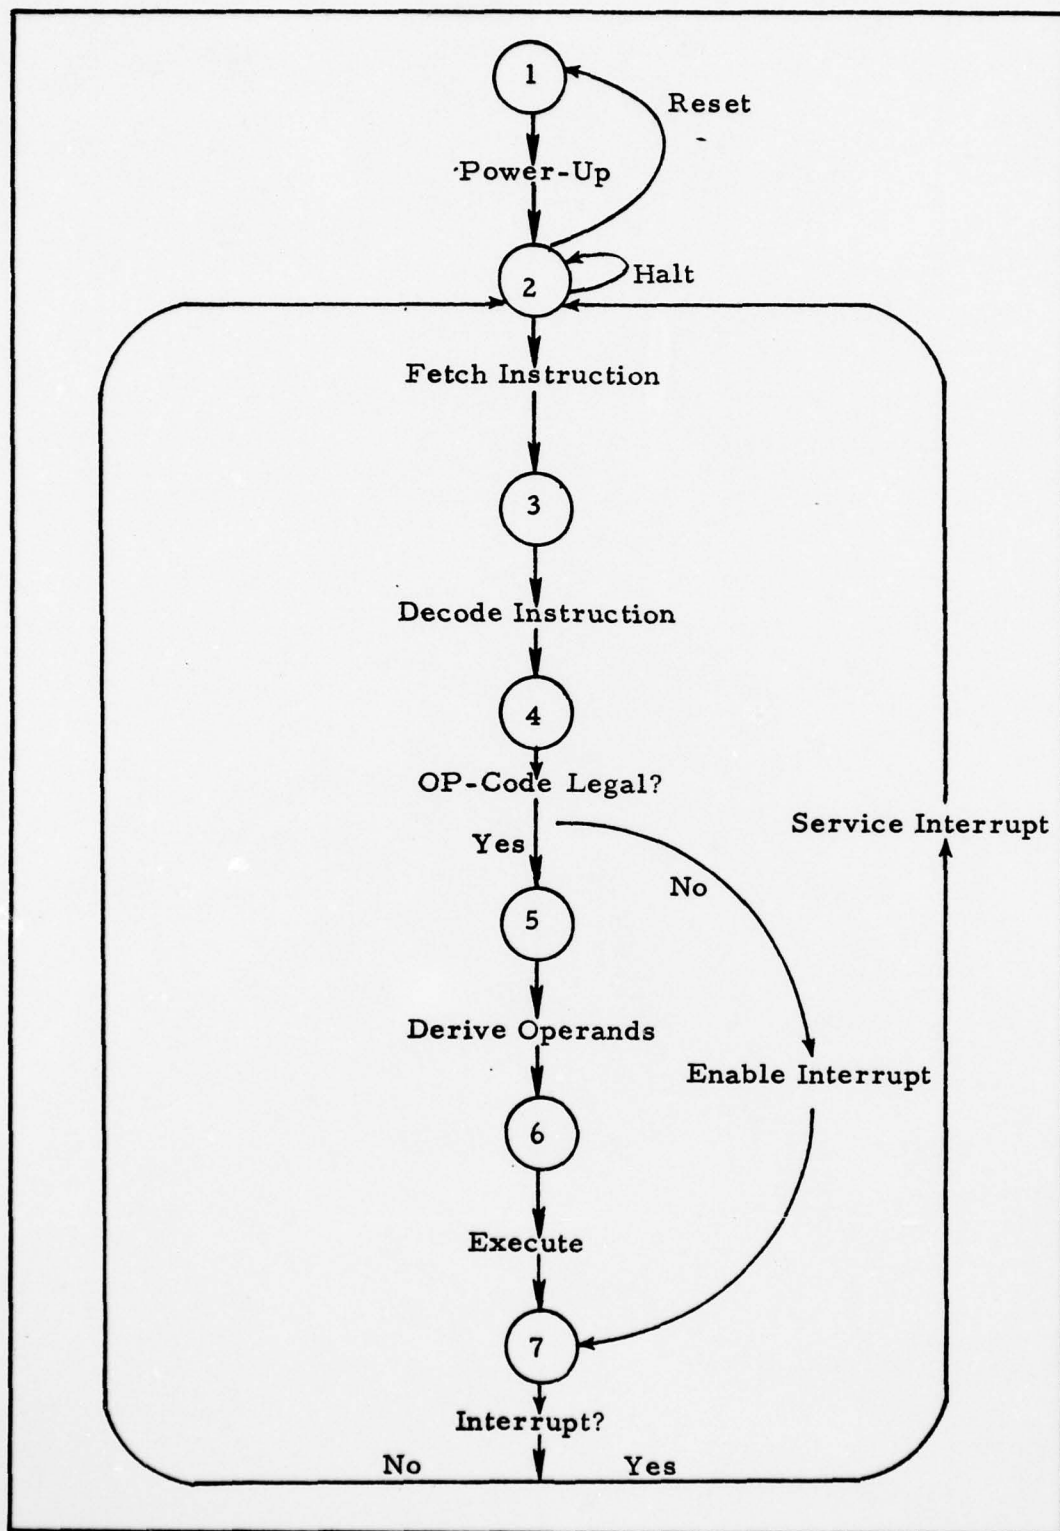 1
Reset
Power-Up
2
Halt
Fetch Instruction
3
Decode Instruction
4
OP-Code Legal?
Yes
No
5
Derive Operands
Enable Interrupt
6
Execute
7
Interrupt?
No
Yes
Service Interrupt